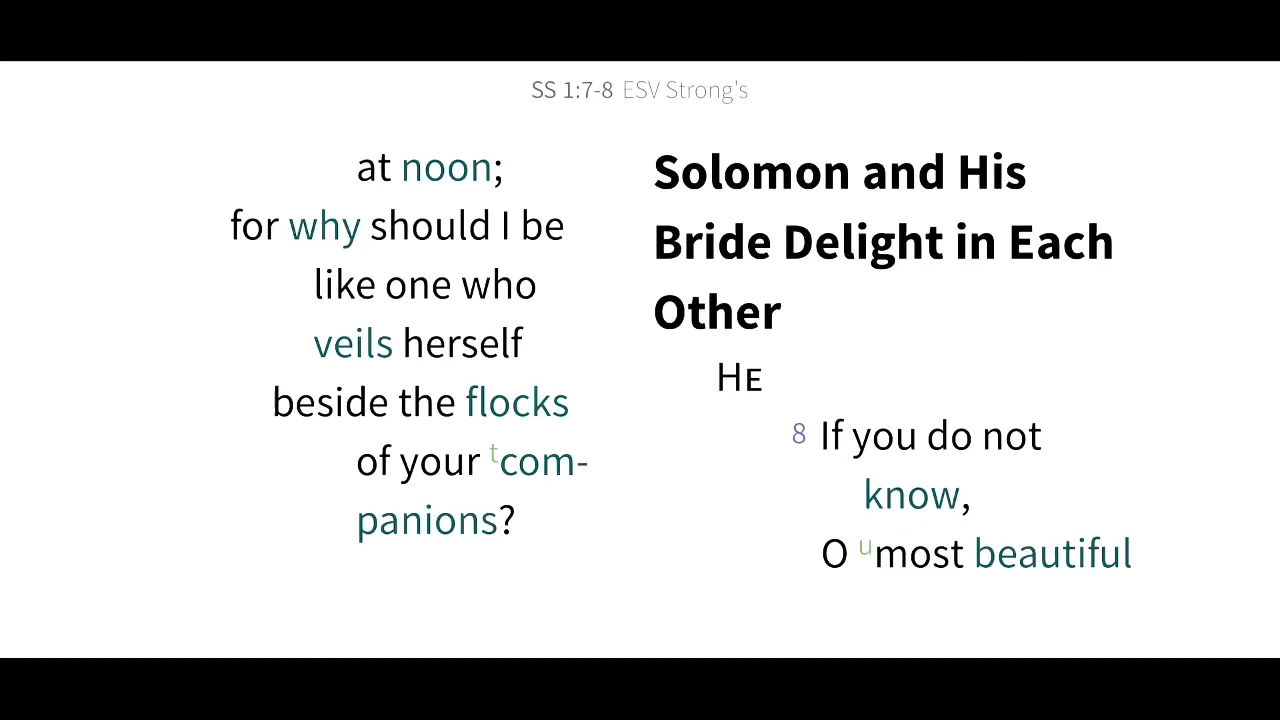 SS 1:7-8 ESV Strong's
at noon;
for why should I be
like one who
veils herself
beside the flocks
of your tcom-
panions?
Solomon and His
Bride Delight in Each
Other
HE
8 If you do not
know,
O umost beautiful